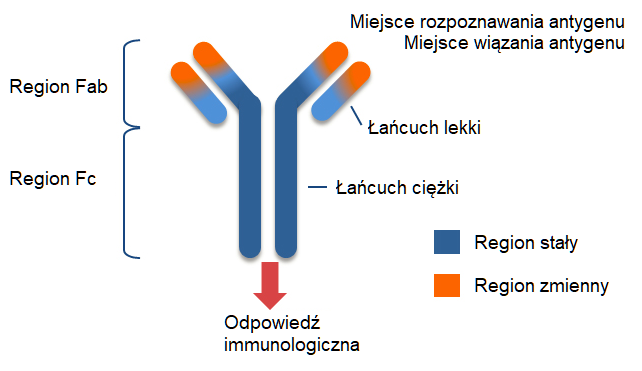 Miejsce rozpoznawania antygenu
Miejsce wiązania antygenu
Region Fab
Łańcuch lekki
Region Fc
Łańcuch ciężki
Region stały
Region zmienny
Odpowiedź
immunologiczna